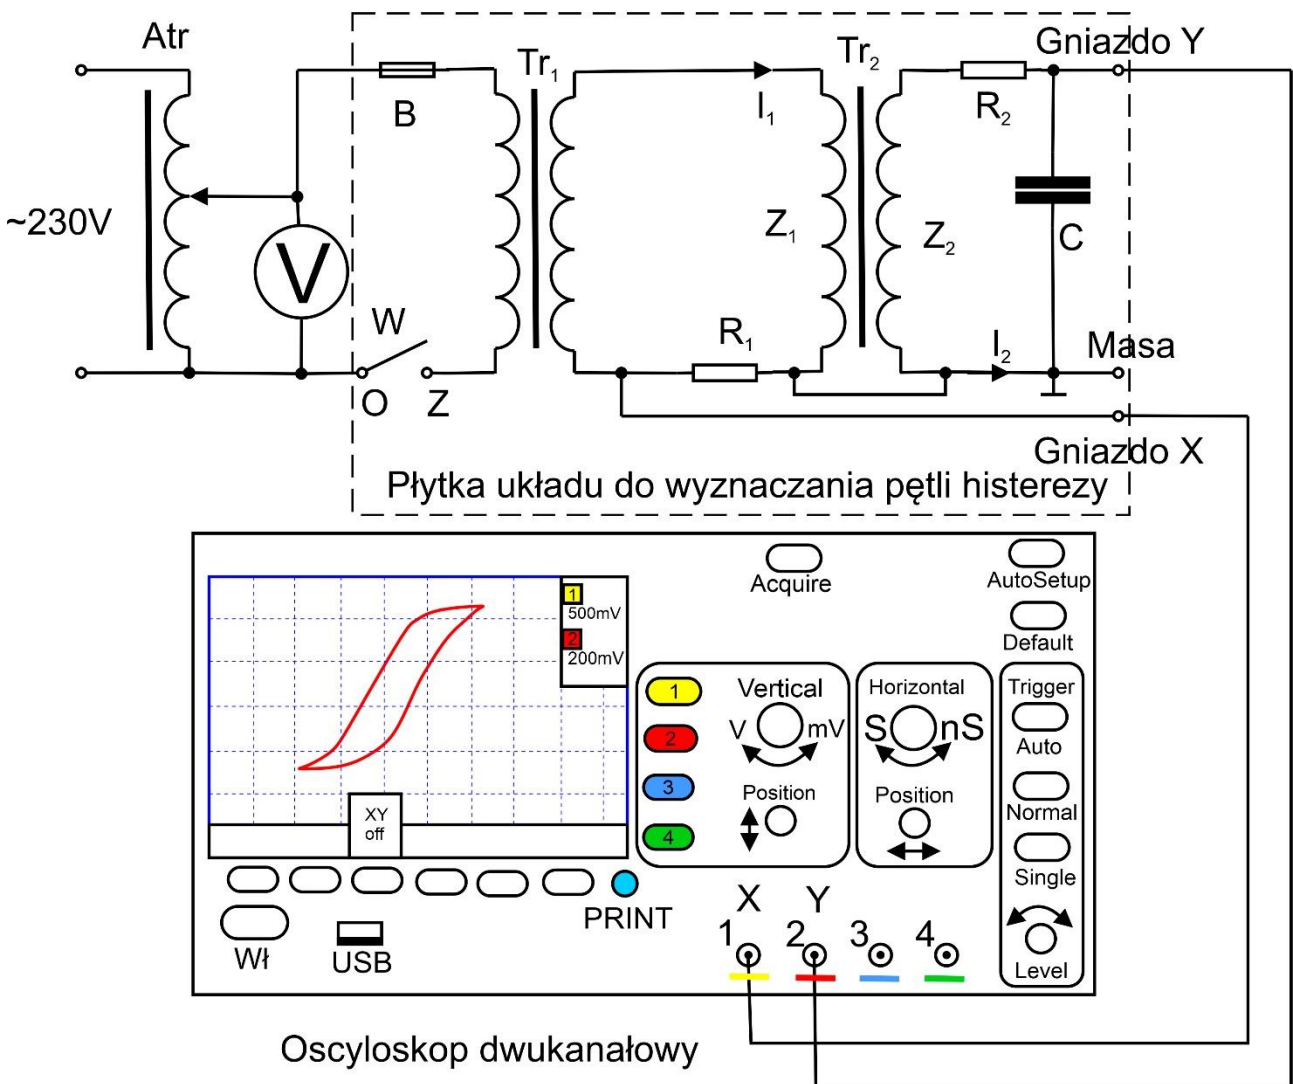 Atr
Gniazdo Y
Tr₁
Tr₂
B
I₁
R₂
~230V
V
Z₁
Z₂
C
W
R₁
I₂
Masa
O
Z
Gniazdo X
Płytka układu do wyznaczania pętli histerezy
1
500mV
2
200mV
XY
off
Acquire
AutoSetup
Default
1
2
3
4
Vertical
V
mV
Position
Horizontal
S
nS
Position
Trigger
Auto
Normal
Single
Level
PRINT
Wł
USB
X
Y
1
2
3
4
Oscyloskop dwukanałowy